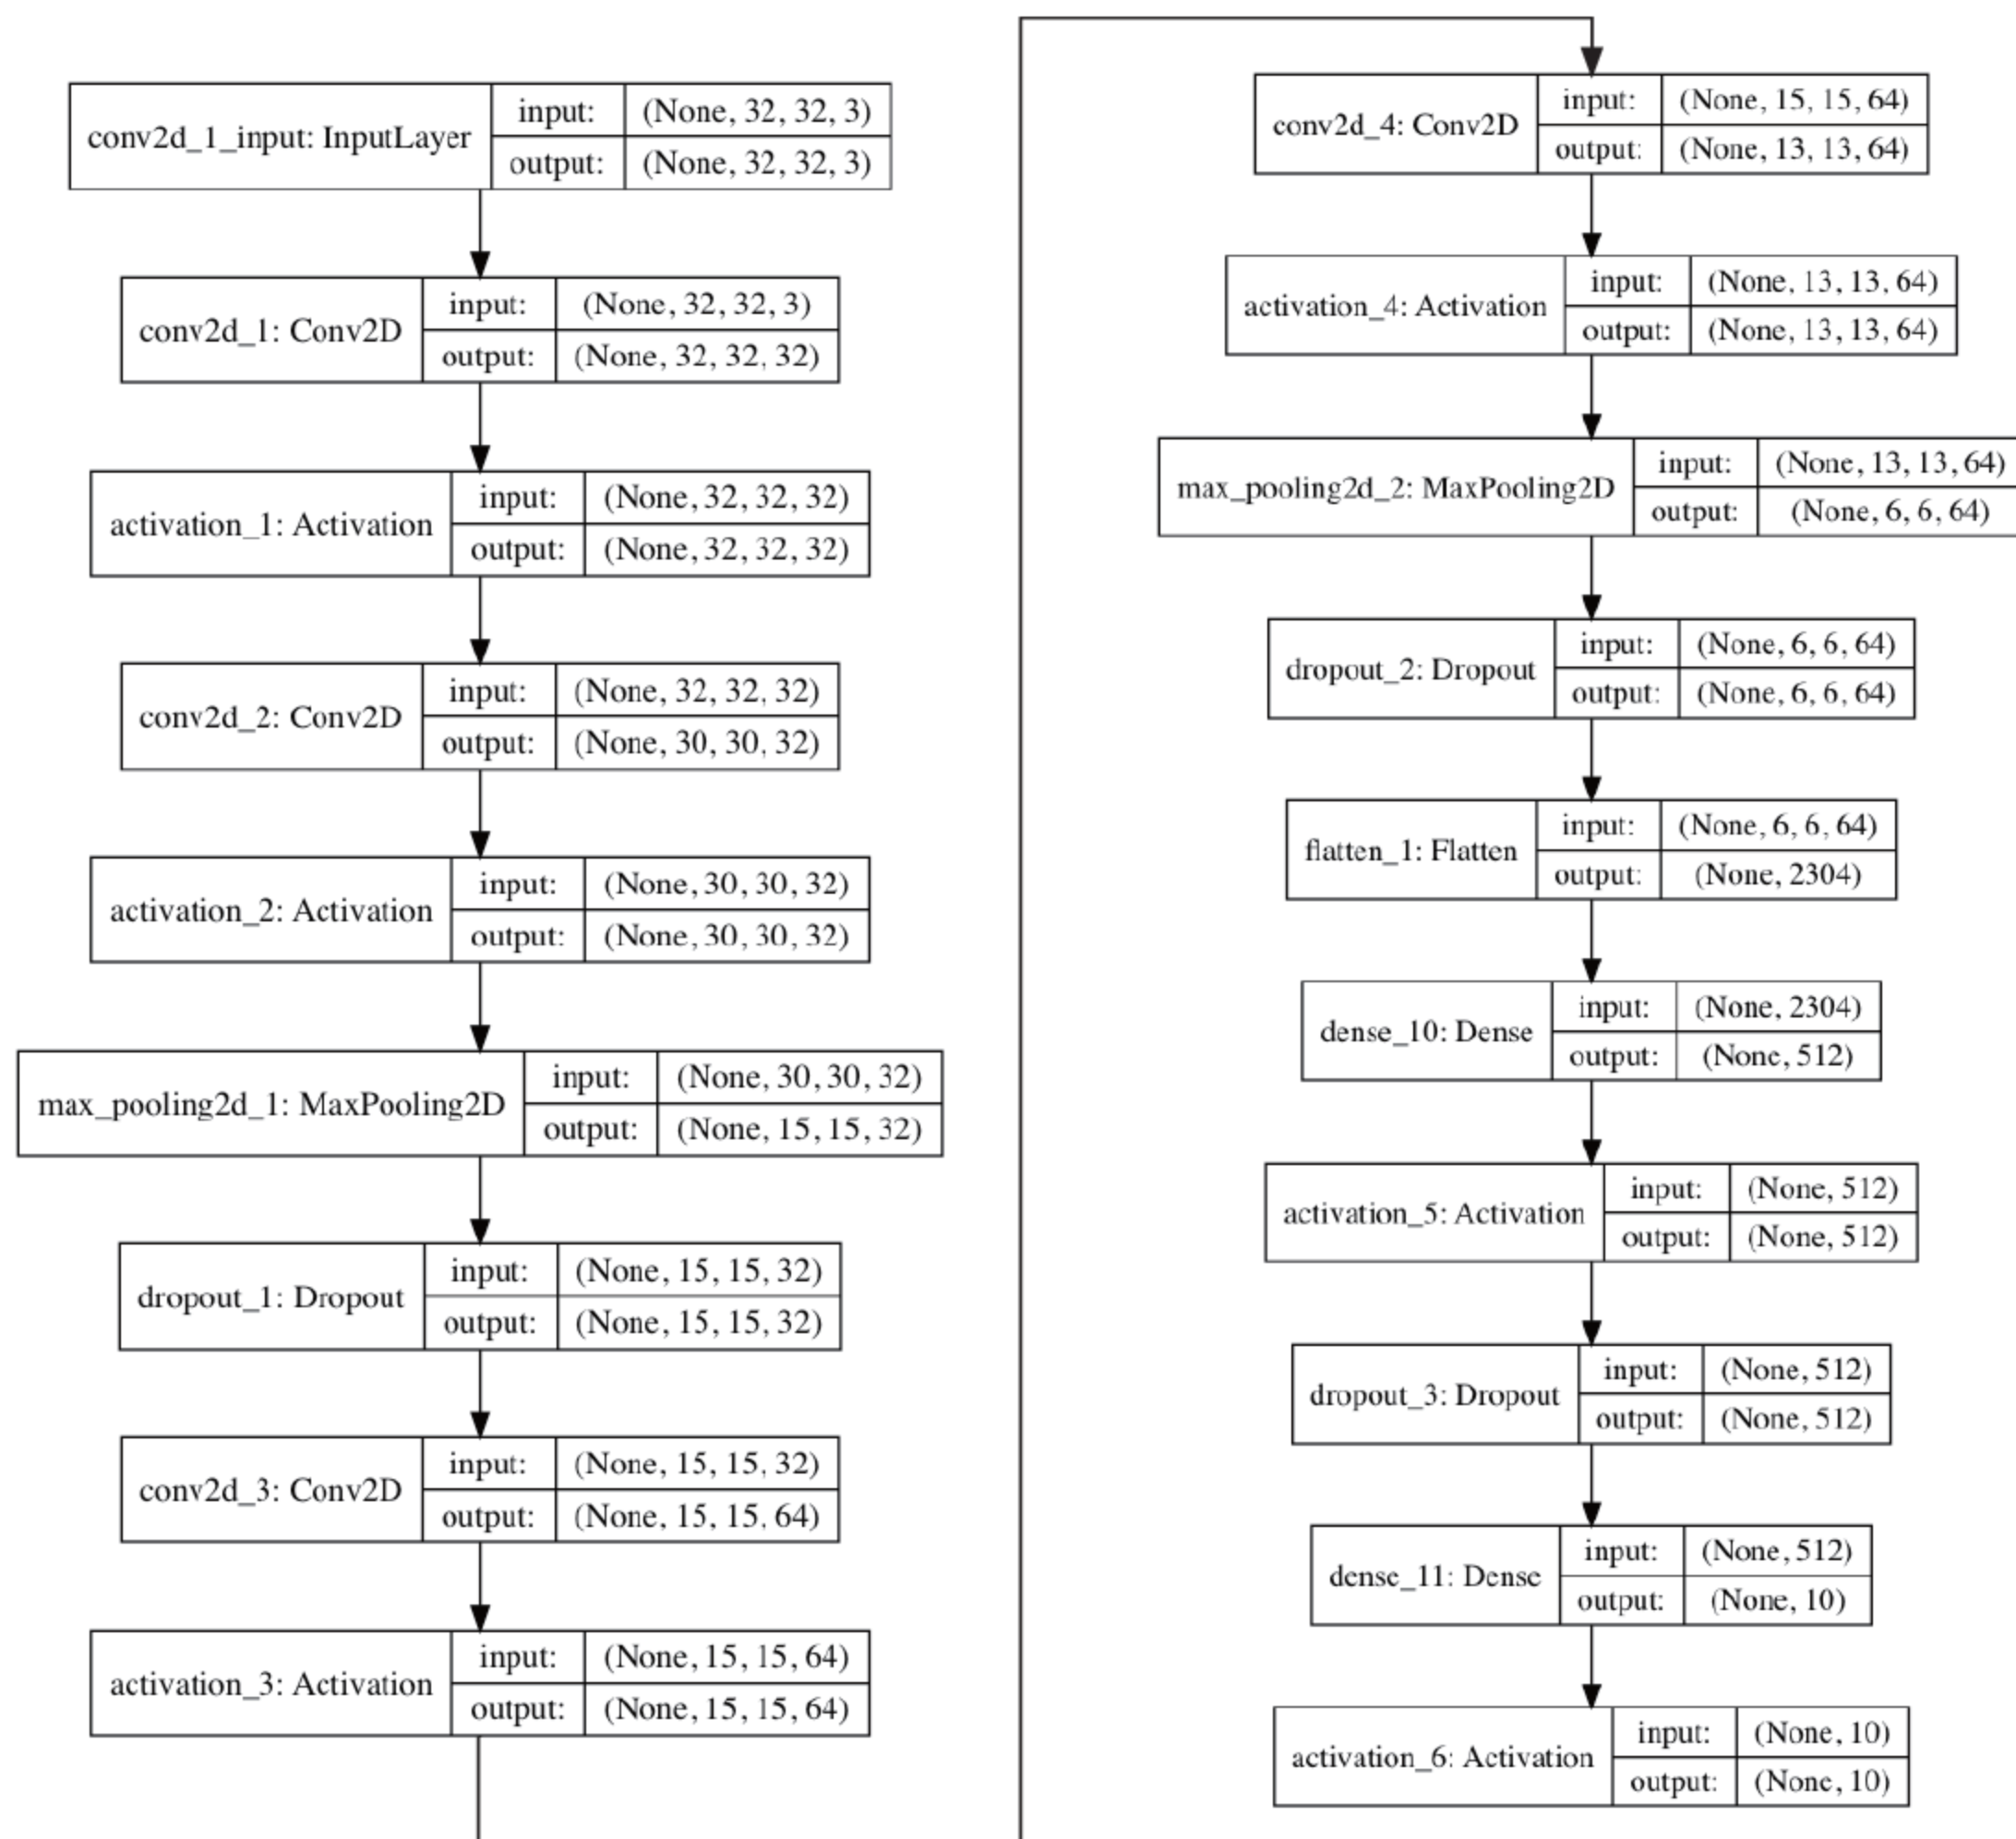 conv2d_1_input: InputLayer
input:
(None, 32, 32, 3)
output:
(None, 32, 32, 3)
conv2d_1: Conv2D
input:
(None, 32, 32, 3)
output:
(None, 32, 32, 32)
activation_1: Activation
input:
(None, 32, 32, 32)
output:
(None, 32, 32, 32)
conv2d_2: Conv2D
input:
(None, 32, 32, 32)
output:
(None, 30, 30, 32)
activation_2: Activation
input:
(None, 30, 30, 32)
output:
(None, 30, 30, 32)
max_pooling2d_1: MaxPooling2D
input:
(None, 30, 30, 32)
output:
(None, 15, 15, 32)
dropout_1: Dropout
input:
(None, 15, 15, 32)
output:
(None, 15, 15, 32)
conv2d_3: Conv2D
input:
(None, 15, 15, 32)
output:
(None, 15, 15, 64)
activation_3: Activation
input:
(None, 15, 15, 64)
output:
(None, 15, 15, 64)
conv2d_4: Conv2D
input:
(None, 15, 15, 64)
output:
(None, 13, 13, 64)
activation_4: Activation
input:
(None, 13, 13, 64)
output:
(None, 13, 13, 64)
max_pooling2d_2: MaxPooling2D
input:
(None, 13, 13, 64)
output:
(None, 6, 6, 64)
dropout_2: Dropout
input:
(None, 6, 6, 64)
output:
(None, 6, 6, 64)
flatten_1: Flatten
input:
(None, 6, 6, 64)
output:
(None, 2304)
dense_10: Dense
input:
(None, 2304)
output:
(None, 512)
activation_5: Activation
input:
(None, 512)
output:
(None, 512)
dropout_3: Dropout
input:
(None, 512)
output:
(None, 512)
dense_11: Dense
input:
(None, 512)
output:
(None, 10)
activation_6: Activation
input:
(None, 10)
output:
(None, 10)